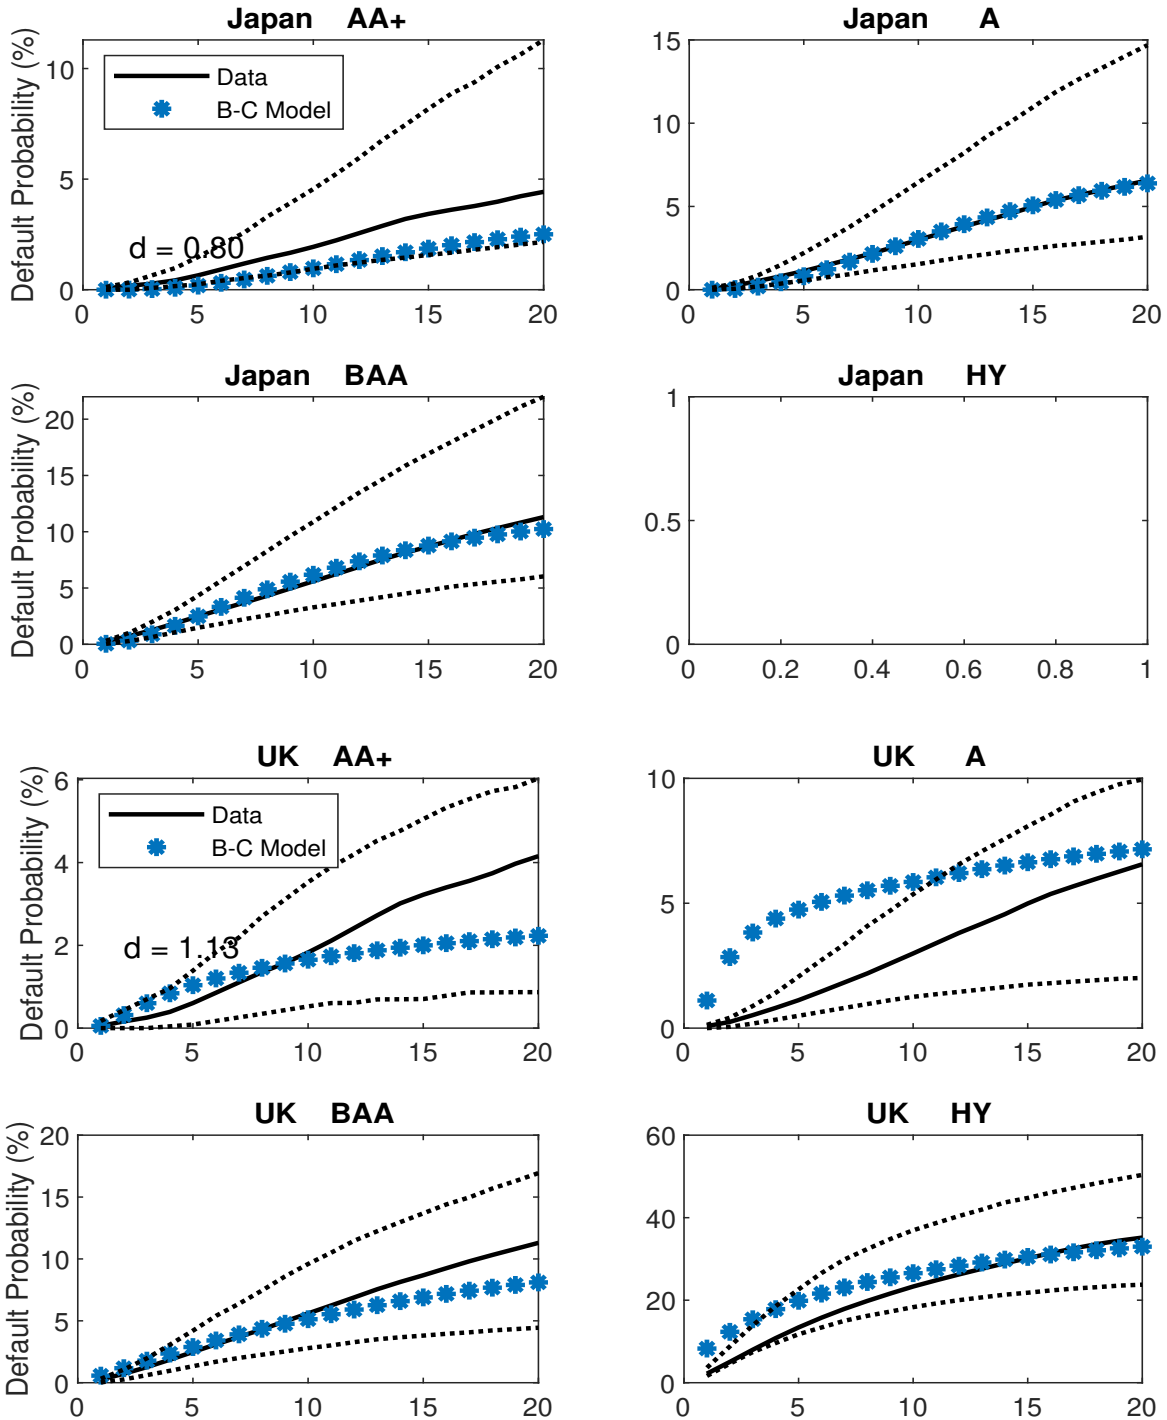 Japan AA+
Default Probability (%)
10
5
0
Data
B-C Model
d = 0.80
0 5 10 15 20
Japan A
15
10
5
0
0 5 10 15 20
Japan BAA
Default Probability (%)
20
15
10
5
0
0 5 10 15 20
Japan HY
1
0.5
0
0 0.2 0.4 0.6 0.8 1
UK AA+
Default Probability (%)
6
4
2
0
Data
B-C Model
d = 1.13
0 5 10 15 20
UK A
10
5
0
0 5 10 15 20
UK BAA
Default Probability (%)
20
15
10
5
0
0 5 10 15 20
UK HY
60
40
20
0
0 5 10 15 20